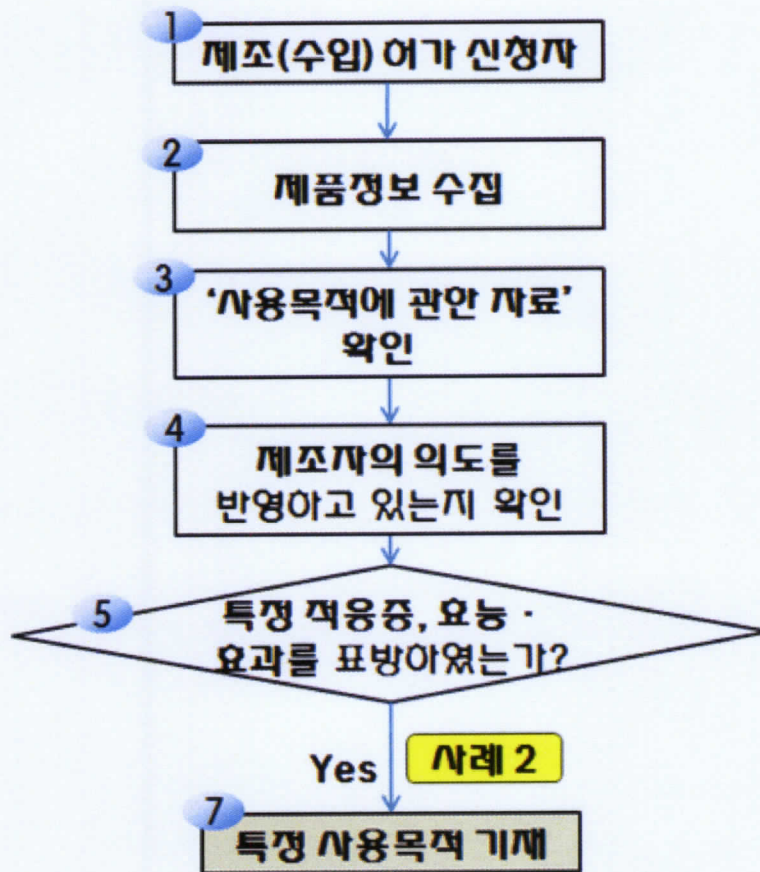 1
제조(수입) 허가 신청자
2
제품정보 수집
3
‘사용목적에 관한 자료’
확인
4
제조자의 의도를
반영하고 있는지 확인
5
특정 적응증, 효능 ·
효과를 표방하였는가?
Yes
사례 2
7
특정 사용목적 기재